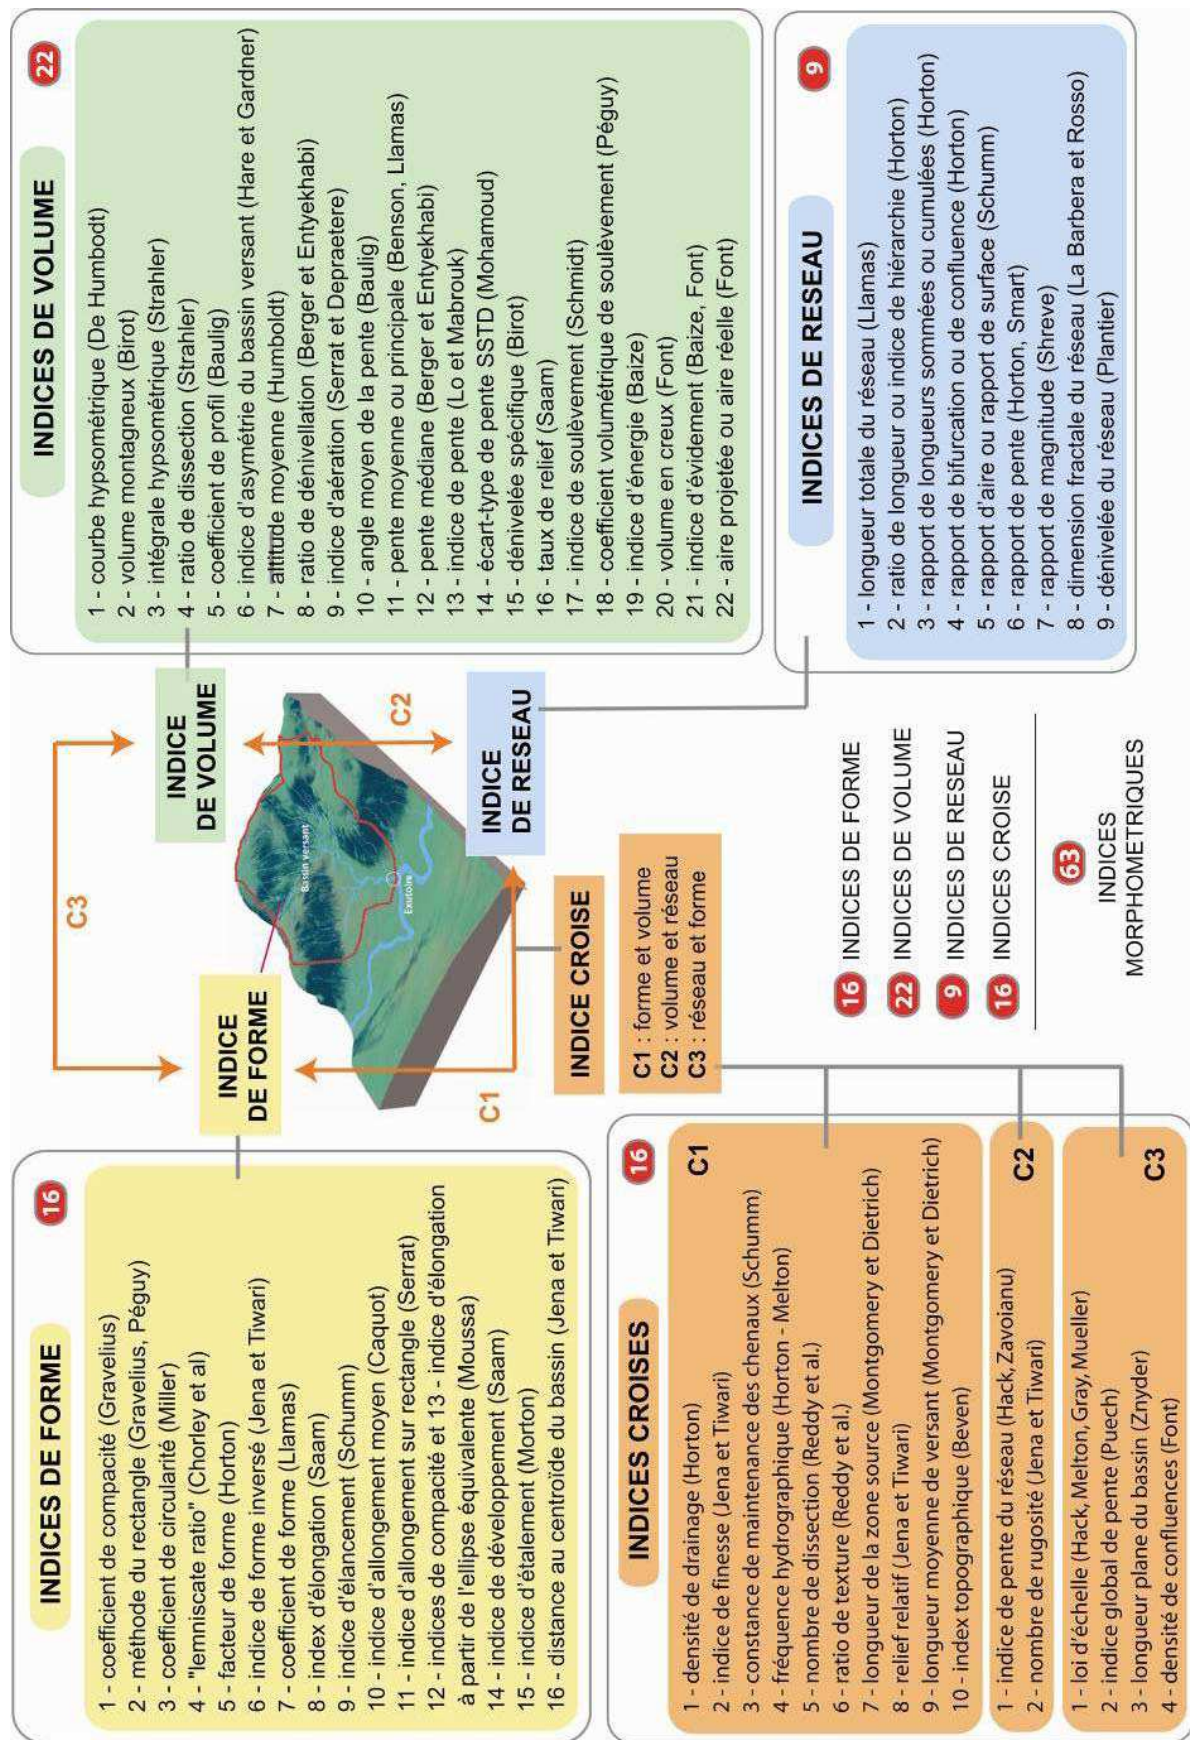 INDICES DE FORME
16
1 - coefficient de compacité (Gravelius)
2 - méthode du rectangle (Gravelius, Péguy)
3 - coefficient de circularité (Miller)
4 - "lemniscate ratio" (Chorley et al)
5 - facteur de forme (Horton)
6 - indice de forme inversé (Jena et Tiwari)
7 - coefficient de forme (Llamas)
8 - index d'élongation (Saam)
9 - indice d'élancement (Schumm)
10 - indice d'allongement moyen (Caquot)
11 - indice d'allongement sur rectangle (Serrat)
12 - indices de compacité et 13 - indice d'élongation
à partir de l'ellipse équivalente (Moussa)
14 - indice de développement (Saam)
15 - indice d'étalement (Morton)
16 - distance au centroïde du bassin (Jena et Tiwari)
C3
INDICE
DE FORME
INDICE
DE VOLUME
Bassin versant
Exutoire
C1
C2
INDICE
DE RESEAU
INDICE CROISE
C1 : forme et volume
C2 : volume et réseau
C3 : réseau et forme
INDICES DE VOLUME
22
1 - courbe hypsométrique (De Humbodt)
2 - volume montagneux (Birot)
3 - intégrale hypsométrique (Strahler)
4 - ratio de dissection (Strahler)
5 - coefficient de profil (Baulig)
6 - indice d'asymétrie du bassin versant (Hare et Gardner)
7 - altitude moyenne (Humboldt)
8 - ratio de dénivellation (Berger et Entyekhabi)
9 - indice d'aération (Serrat et Depraetere)
10 - angle moyen de la pente (Baulig)
11 - pente moyenne ou principale (Benson, Llamas)
12 - pente médiane (Berger et Entyekhabi)
13 - indice de pente (Lo et Mabrouk)
14 - écart-type de pente SSTD (Mohamoud)
15 - dénivelée spécifique (Birot)
16 - taux de relief (Saam)
17 - indice de soulèvement (Schmidt)
18 - coefficient volumétrique de soulèvement (Péguy)
19 - indice d'énergie (Baize)
20 - volume en creux (Font)
21 - indice d'évidement (Baize, Font)
22 - aire projetée ou aire réelle (Font)
INDICES CROISES
16
C1
1 - densité de drainage (Horton)
2 - indice de finesse (Jena et Tiwari)
3 - constance de maintenance des chenaux (Schumm)
4 - fréquence hydrographique (Horton - Melton)
5 - nombre de dissection (Reddy et al.)
6 - ratio de texture (Reddy et al.)
7 - longueur de la zone source (Montgomery et Dietrich)
8 - relief relatif (Jena et Tiwari)
9 - longueur moyenne de versant (Montgomery et Dietrich)
10 - index topographique (Beven)
1 - indice de pente du réseau (Hack, Zavoianu)
2 - nombre de rugosité (Jena et Tiwari)
C2
1 - loi d'échelle (Hack, Melton, Gray, Mueller)
2 - indice global de pente (Puech)
3 - longueur plane du bassin (Znyder)
4 - densité de confluences (Font)
C3
16 INDICES DE FORME
22 INDICES DE VOLUME
9 INDICES DE RESEAU
16 INDICES CROISE
63
INDICES
MORPHOMETRIQUES
INDICES DE RESEAU
9
1 - longueur totale du réseau (Llamas)
2 - ratio de longueur ou indice de hiérarchie (Horton)
3 - rapport de longueurs sommées ou cumulées (Horton)
4 - rapport de bifurcation ou de confluence (Horton)
5 - rapport d'aire ou rapport de surface (Schumm)
6 - rapport de pente (Horton, Smart)
7 - rapport de magnitude (Shreve)
8 - dimension fractale du réseau (La Barbera et Rosso)
9 - dénivelée du réseau (Plantier)